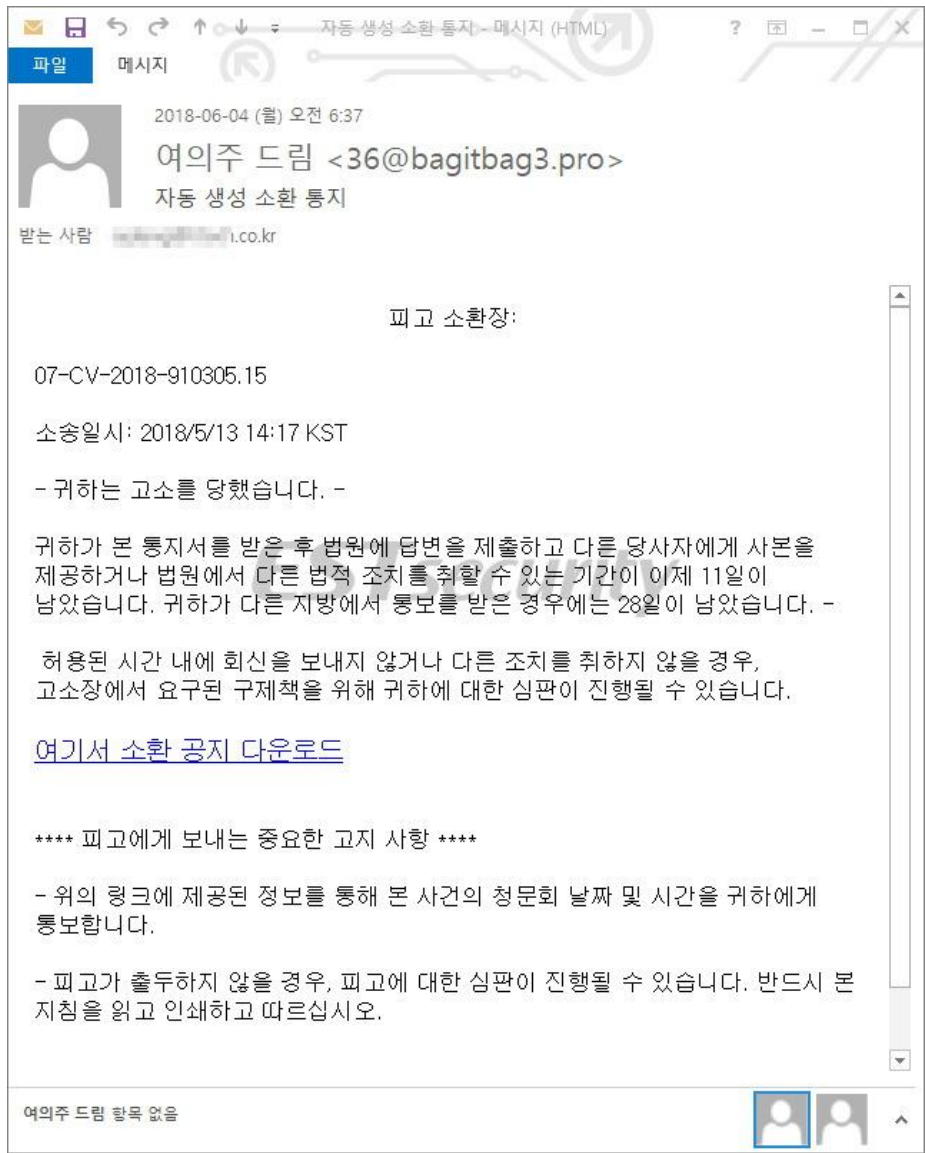 자동 생성 소환 통지 - 메시지 (HTML)
파일 메시지
2018-06-04 (월) 오전 6:37
여의주 드림 <36@bagitbag3.pro>
자동 생성 소환 통지
받는 사람 .co.kr
피고 소환장:
07-CV-2018-910305.15
소송일시: 2018/5/13 14:17 KST
- 귀하는 고소를 당했습니다. -
귀하가 본 통지서를 받은 후 법원에 답변을 제출하고 다른 당사자에게 사본을
제공하거나 법원에서 다른 법적 조치를 취할 수 있는 기간이 이제 11일이
남았습니다. 귀하가 다른 지방에서 통보를 받은 경우에는 28일이 남았습니다. -
ESTsecurity
허용된 시간 내에 회신을 보내지 않거나 다른 조치를 취하지 않을 경우,
고소장에서 요구된 구제책을 위해 귀하에 대한 심판이 진행될 수 있습니다.
여기서 소환 공지 다운로드
**** 피고에게 보내는 중요한 고지 사항 ****
- 위의 링크에 제공된 정보를 통해 본 사건의 청문회 날짜 및 시간을 귀하에게
통보합니다.
- 피고가 출두하지 않을 경우, 피고에 대한 심판이 진행될 수 있습니다. 반드시 본
지침을 읽고 인쇄하고 따르십시오.
여의주 드림 항목 없음